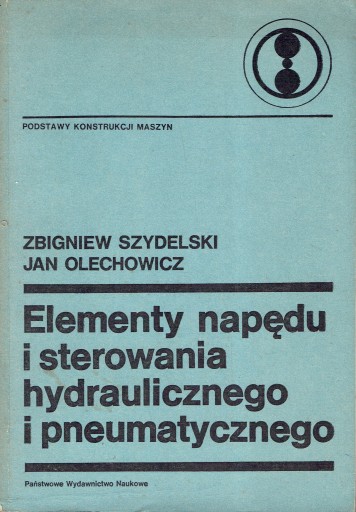 PODSTAWY KONSTRUKCJI MASZYN
ZBIGNIEW SZYDELSKI
JAN OLECHOWICZ
Elementy napędu
i sterowania
hydraulicznego
i pneumatycznego
Państwowe Wydawnictwo Naukowe